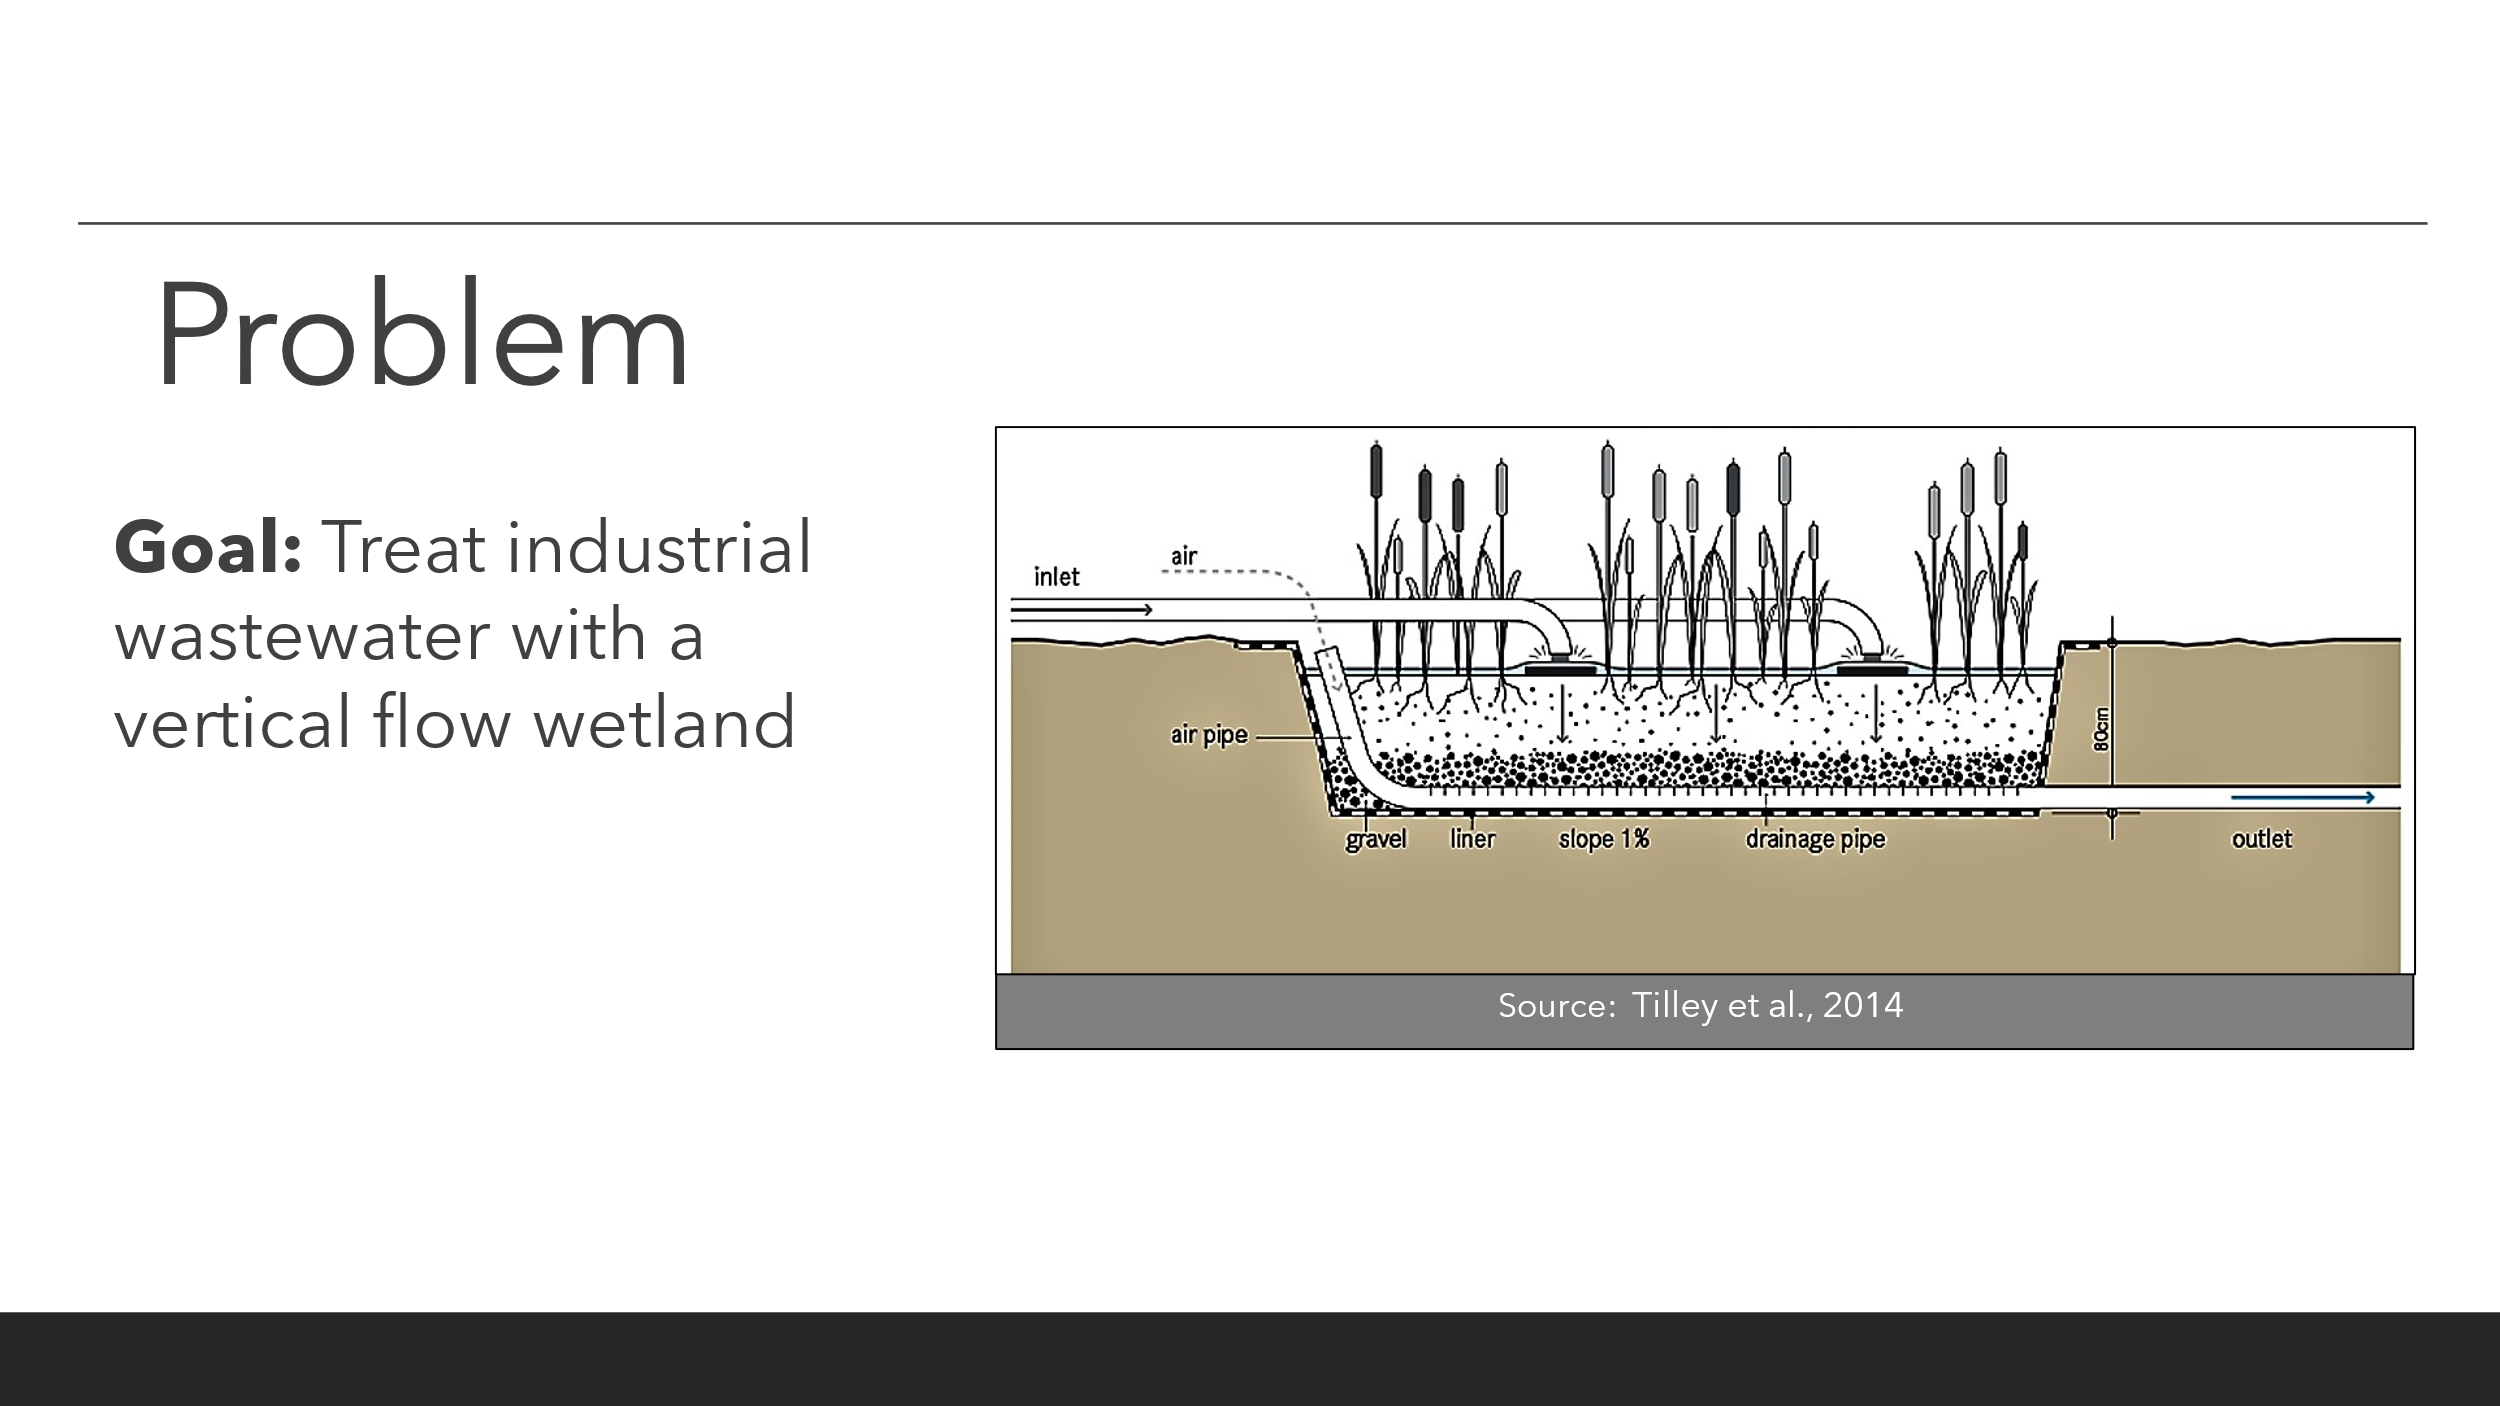 Problem
Goal: Treat industrial
wastewater with a
vertical flow wetland
air
inlet
air pipe
80cm
gravel
liner
slope 1%
drainage pipe
outlet
Source: Tilley et al., 2014